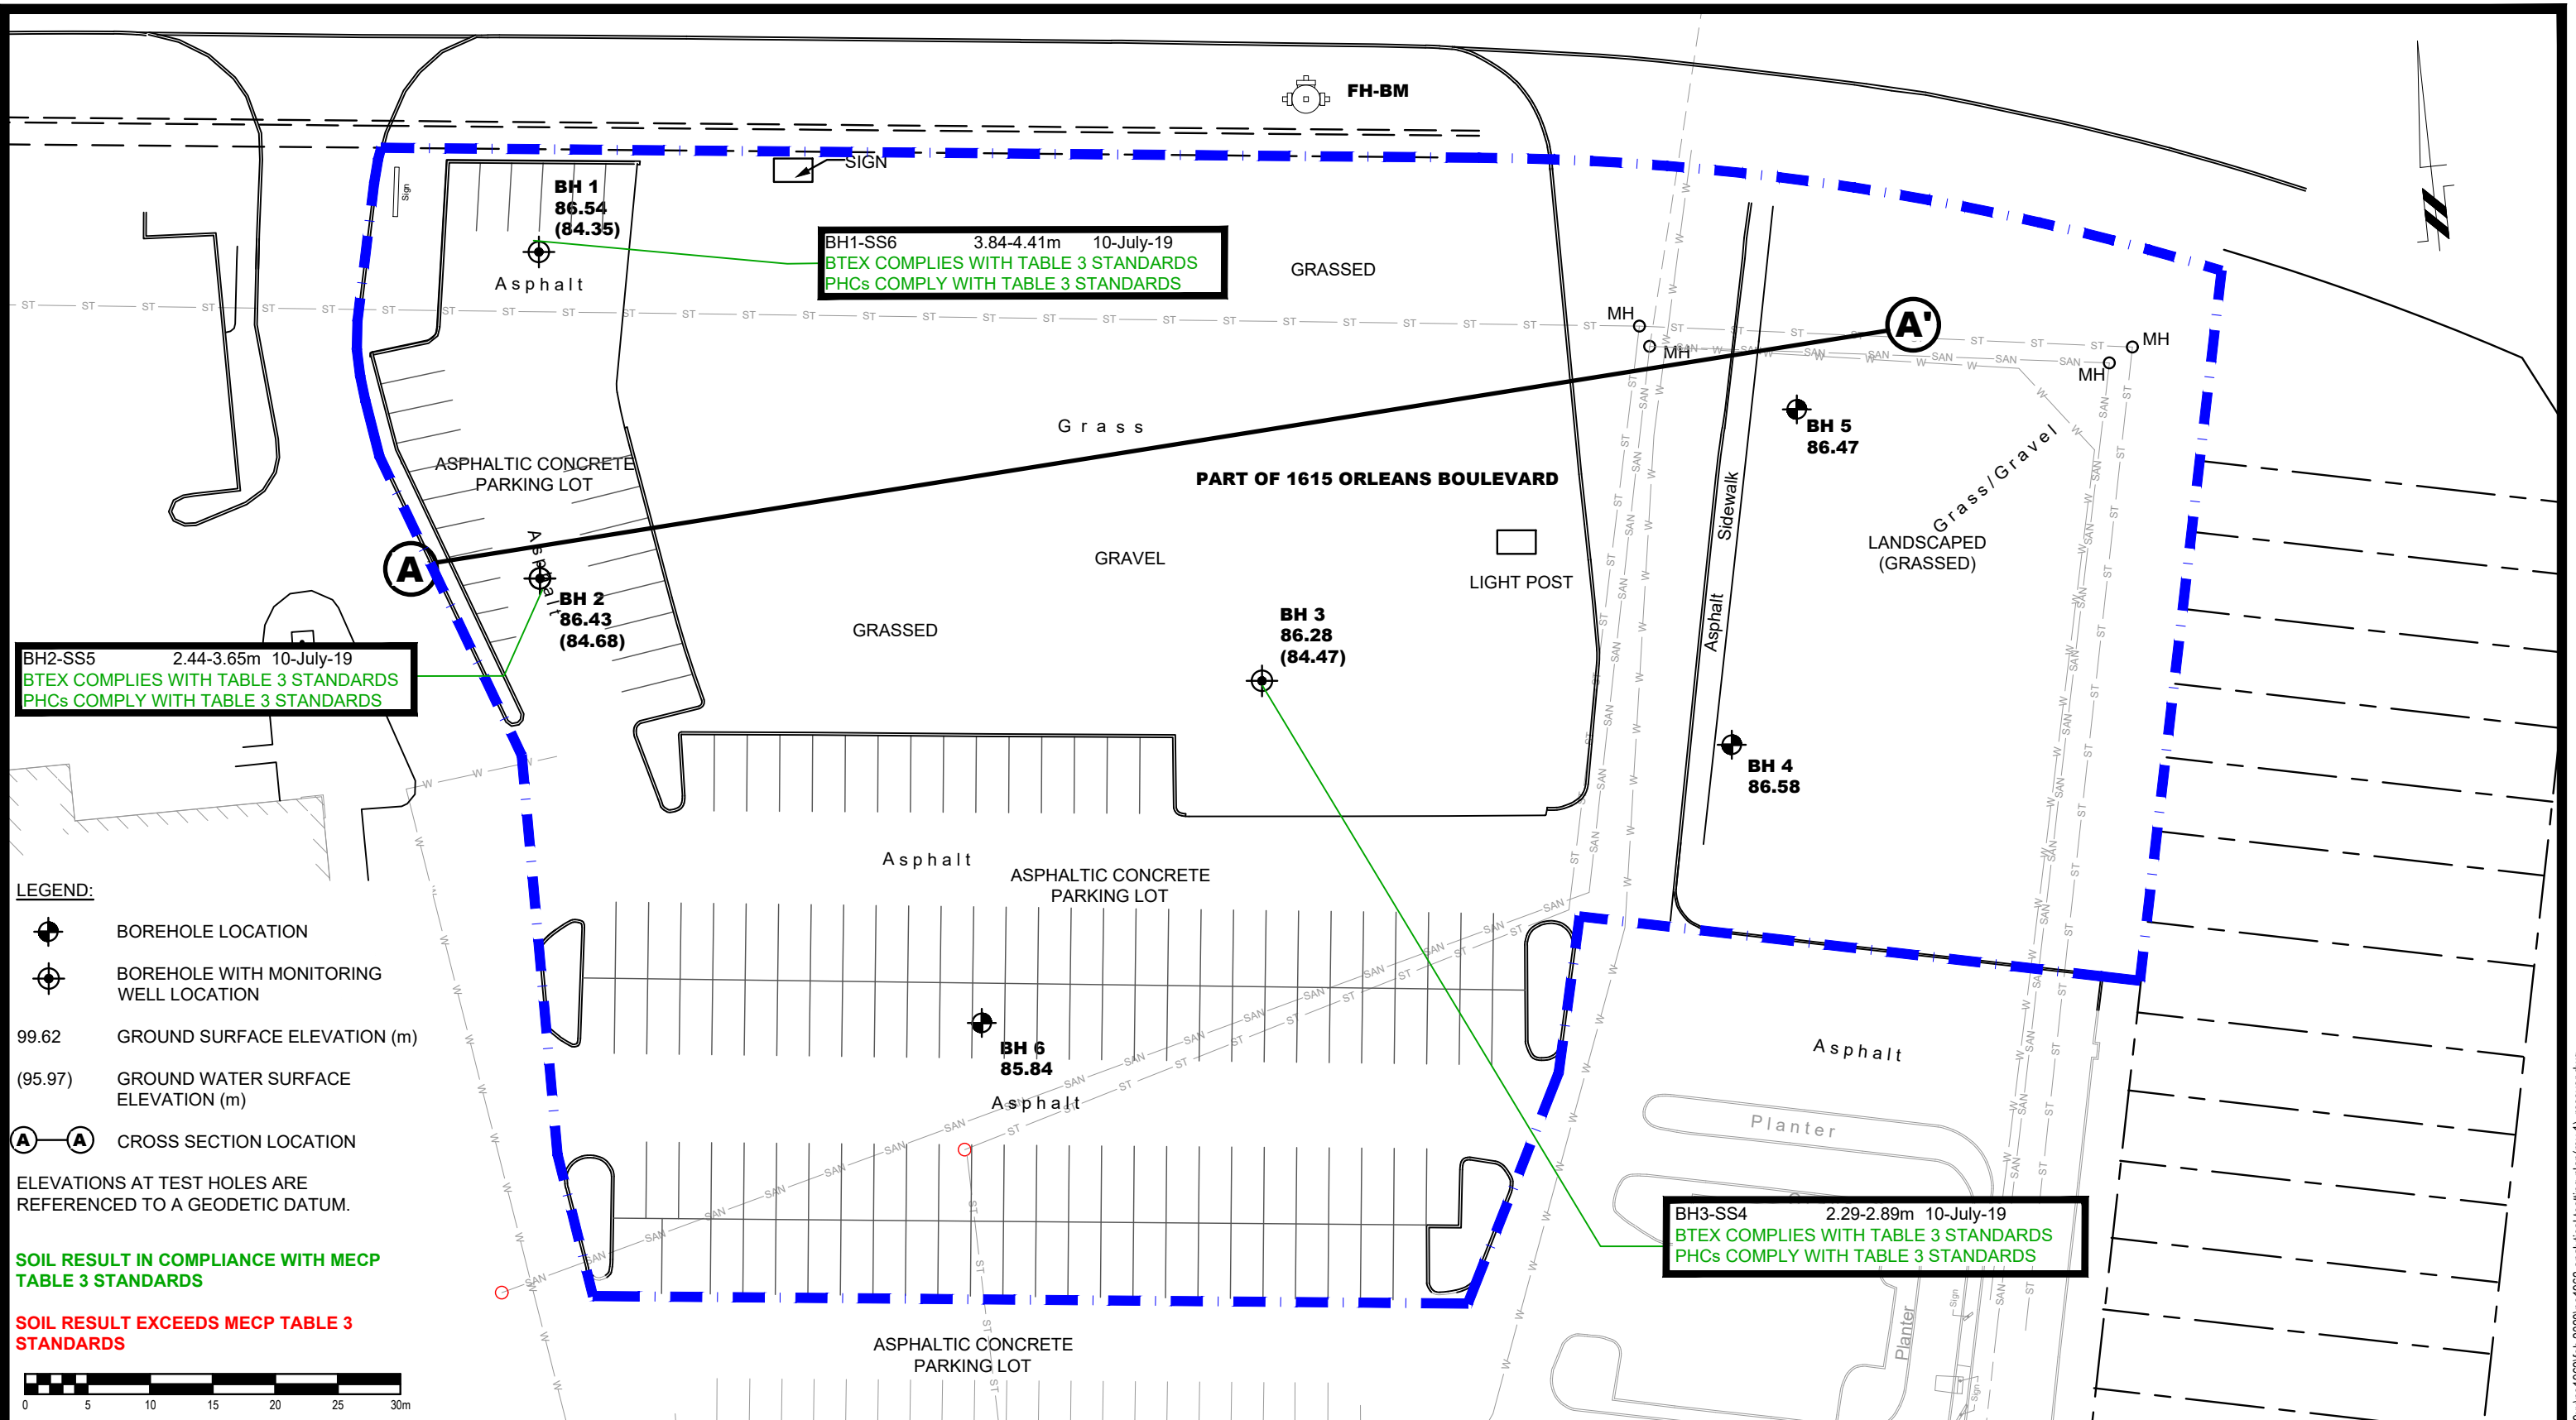 FH-BM
SIGN
Sign
BH 1
86.54
(84.35)
Asphalt
BH1-SS6 3.84-4.41m 10-July-19
BTEX COMPLIES WITH TABLE 3 STANDARDS
PHCs COMPLY WITH TABLE 3 STANDARDS
GRASSED
MH
MH
MH
MH
A'
Grass
BH 5
86.47
ASPHALTIC CONCRETE
PARKING LOT
PART OF 1615 ORLEANS BOULEVARD
Grass/Gravel
Asphalt Sidewalk
LANDSCAPED
(GRASSED)
A
Asphalt
GRAVEL
LIGHT POST
BH 2
86.43
(84.68)
GRASSED
BH 3
86.28
(84.47)
BH2-SS5 2.44-3.65m 10-July-19
BTEX COMPLIES WITH TABLE 3 STANDARDS
PHCs COMPLY WITH TABLE 3 STANDARDS
BH 4
86.58
Asphalt
ASPHALTIC CONCRETE
PARKING LOT
BH 6
85.84
Asphalt
Asphalt
Planter
BH3-SS4 2.29-2.89m 10-July-19
BTEX COMPLIES WITH TABLE 3 STANDARDS
PHCs COMPLY WITH TABLE 3 STANDARDS
Planter
Sign
Sign
ASPHALTIC CONCRETE
PARKING LOT
LEGEND:
BOREHOLE LOCATION
BOREHOLE WITH MONITORING
WELL LOCATION
99.62 GROUND SURFACE ELEVATION (m)
(95.97) GROUND WATER SURFACE
ELEVATION (m)
A A CROSS SECTION LOCATION
ELEVATIONS AT TEST HOLES ARE
REFERENCED TO A GEODETIC DATUM.
SOIL RESULT IN COMPLIANCE WITH MECP
TABLE 3 STANDARDS
SOIL RESULT EXCEEDS MECP TABLE 3
STANDARDS
0 5 10 15 20 25 30m